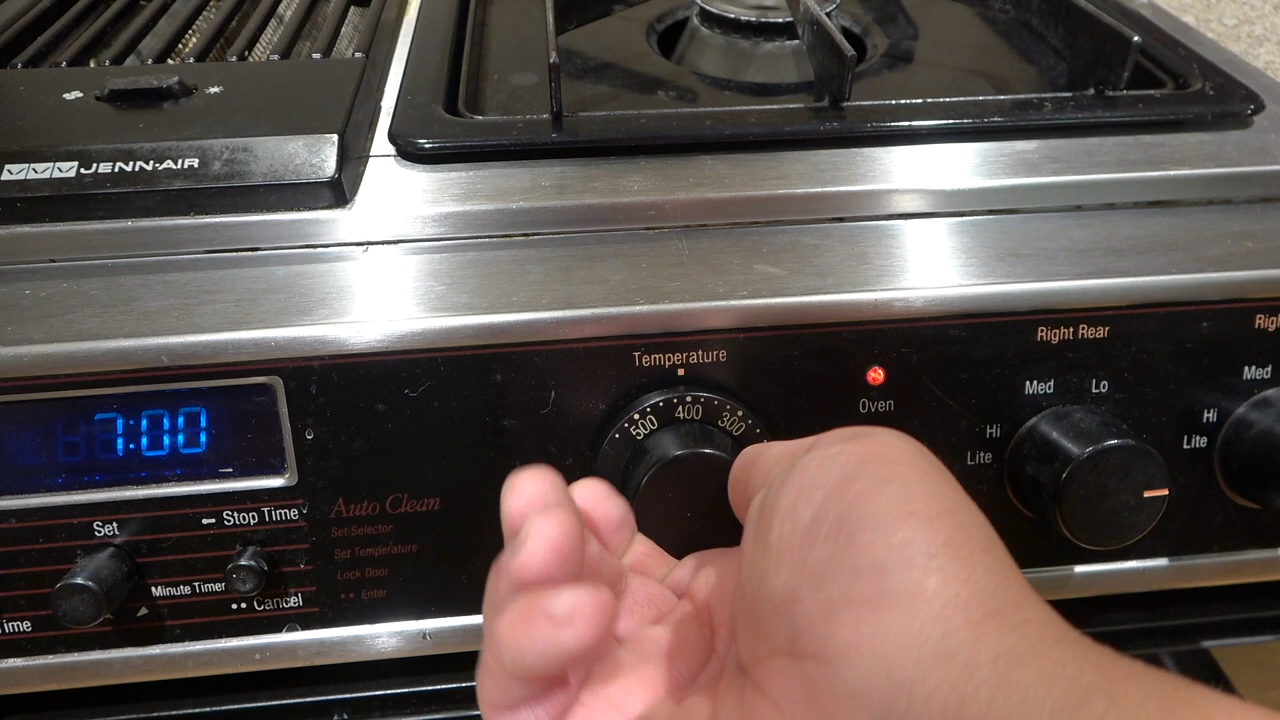 JENN-AIR
Temperature
500 400 300
Oven
Right Rear
Med Lo
Hi
Lite
Med
Hi
Lite
7:00
Set
Stop Time
Minute Timer
Cancel
Auto Clean
Set Selector
Set Temperature
Lock Door
Enter